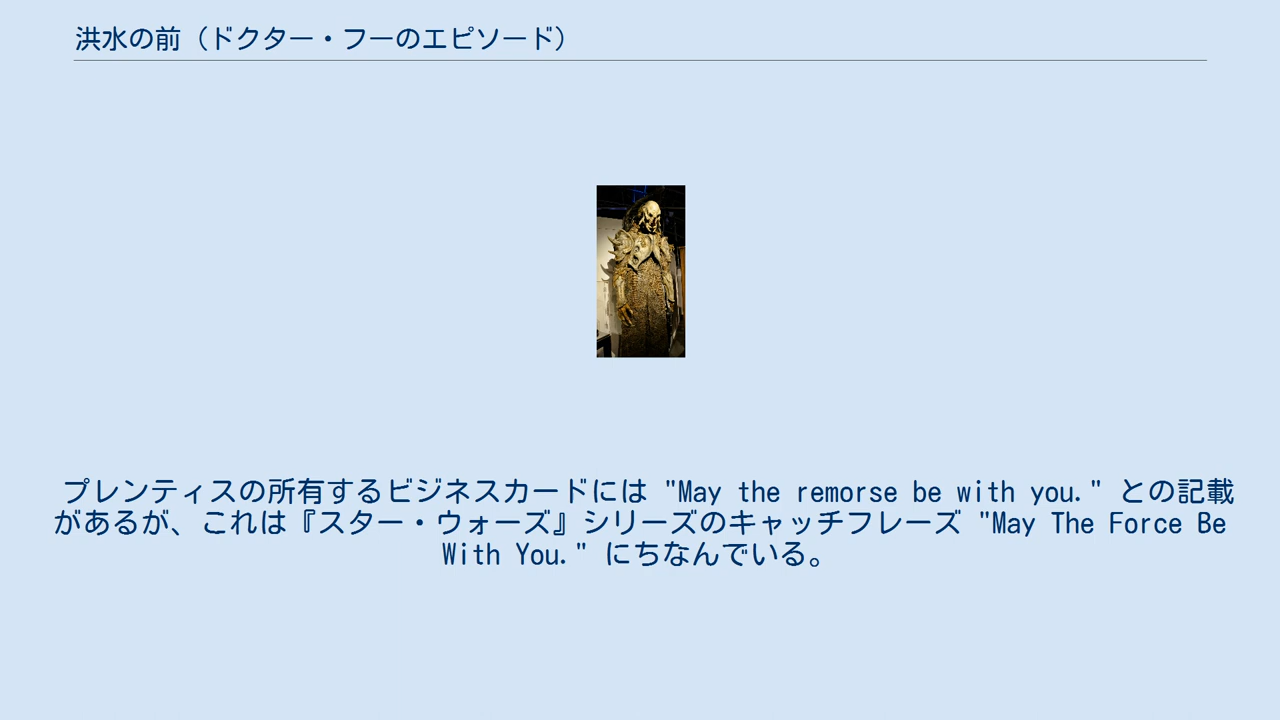 洪水の前（ドクター・フーのエピソード）
プレンティスの所有するビジネスカードには "May the remorse be with you." との記載
があるが、これは『スター・ウォーズ』シリーズのキャッチフレーズ "May The Force Be
With You." にちなんでいる。